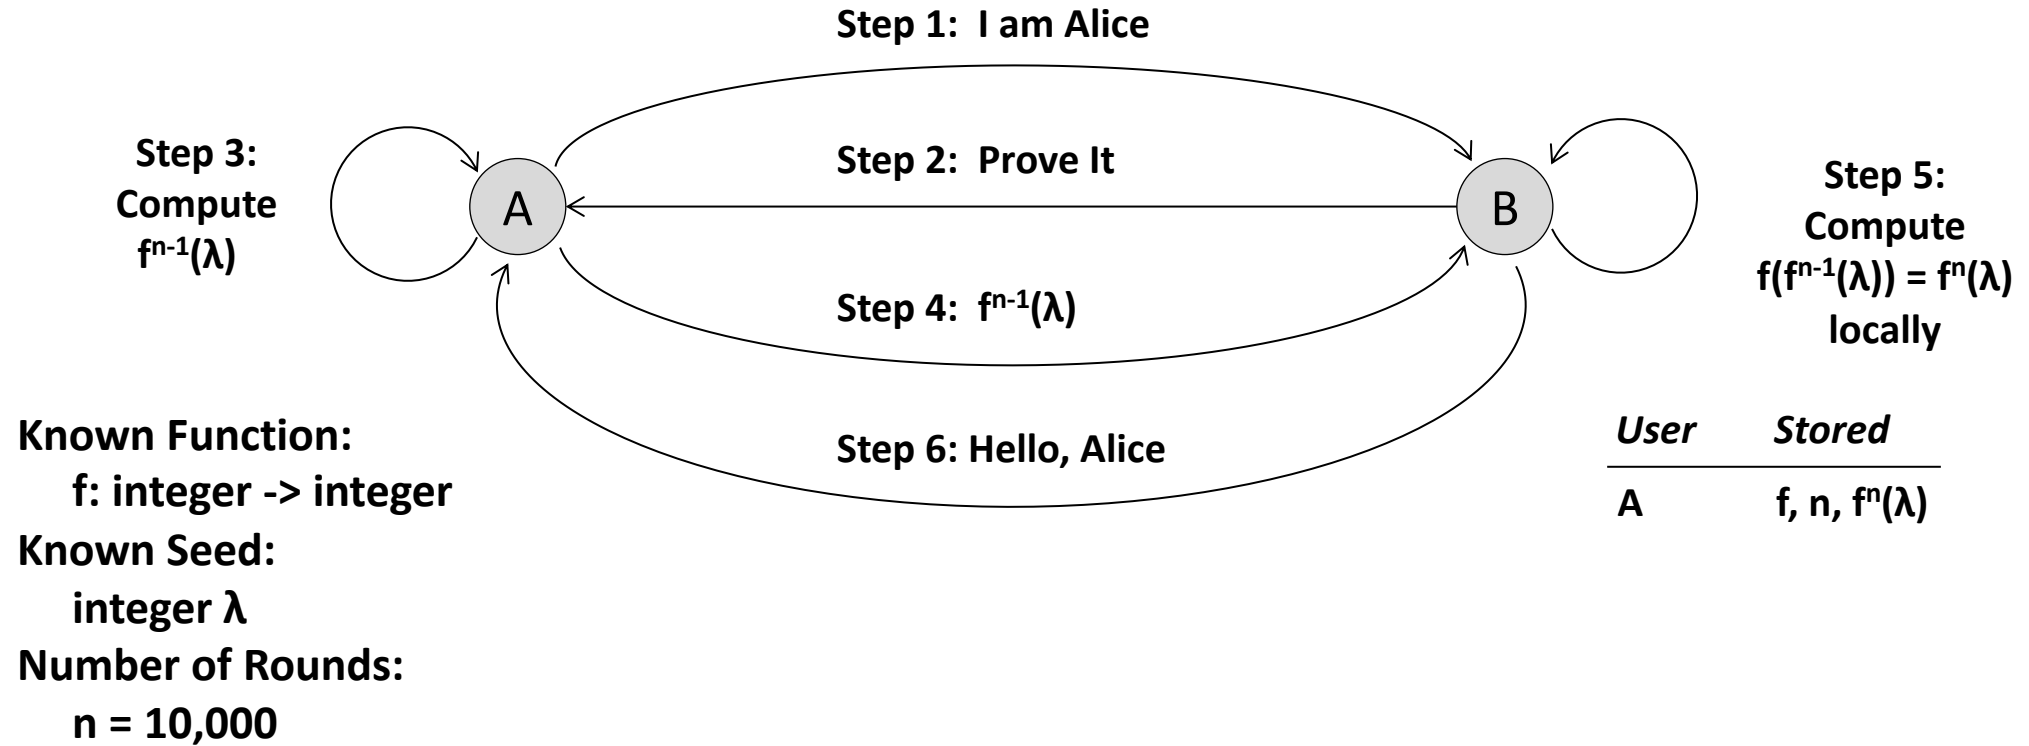 Step 1:  I am Alice
Step 2:  Prove It
Step 3:
Compute
fⁿ⁻¹(λ)
A
B
Step 5:
Compute
f(fⁿ⁻¹(λ)) = fⁿ(λ)
locally
Step 4:  fⁿ⁻¹(λ)
Step 6: Hello, Alice
Known Function:
f: integer -> integer
Known Seed:
integer λ
Number of Rounds:
n = 10,000
User Stored
A f, n, fⁿ(λ)